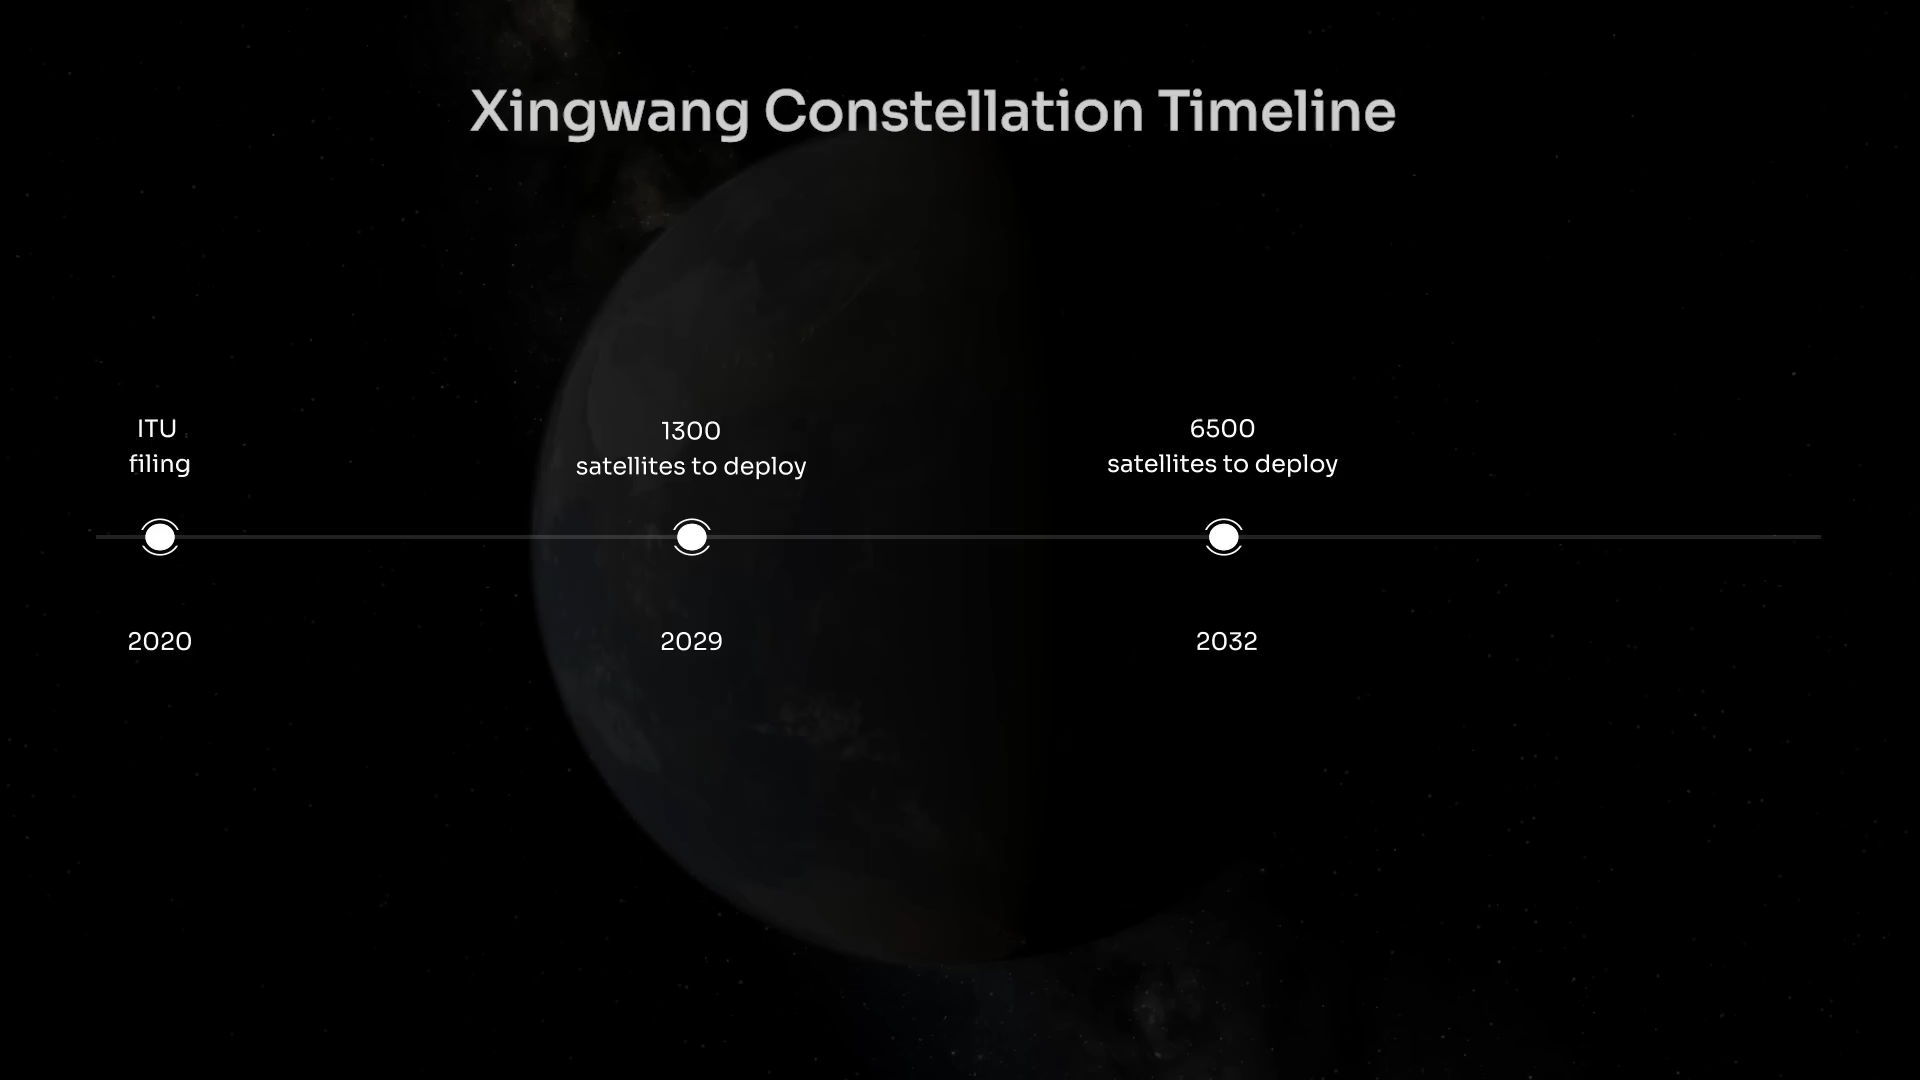 Xingwang Constellation Timeline
ITU
filing
1300
satellites to deploy
6500
satellites to deploy
2020
2029
2032